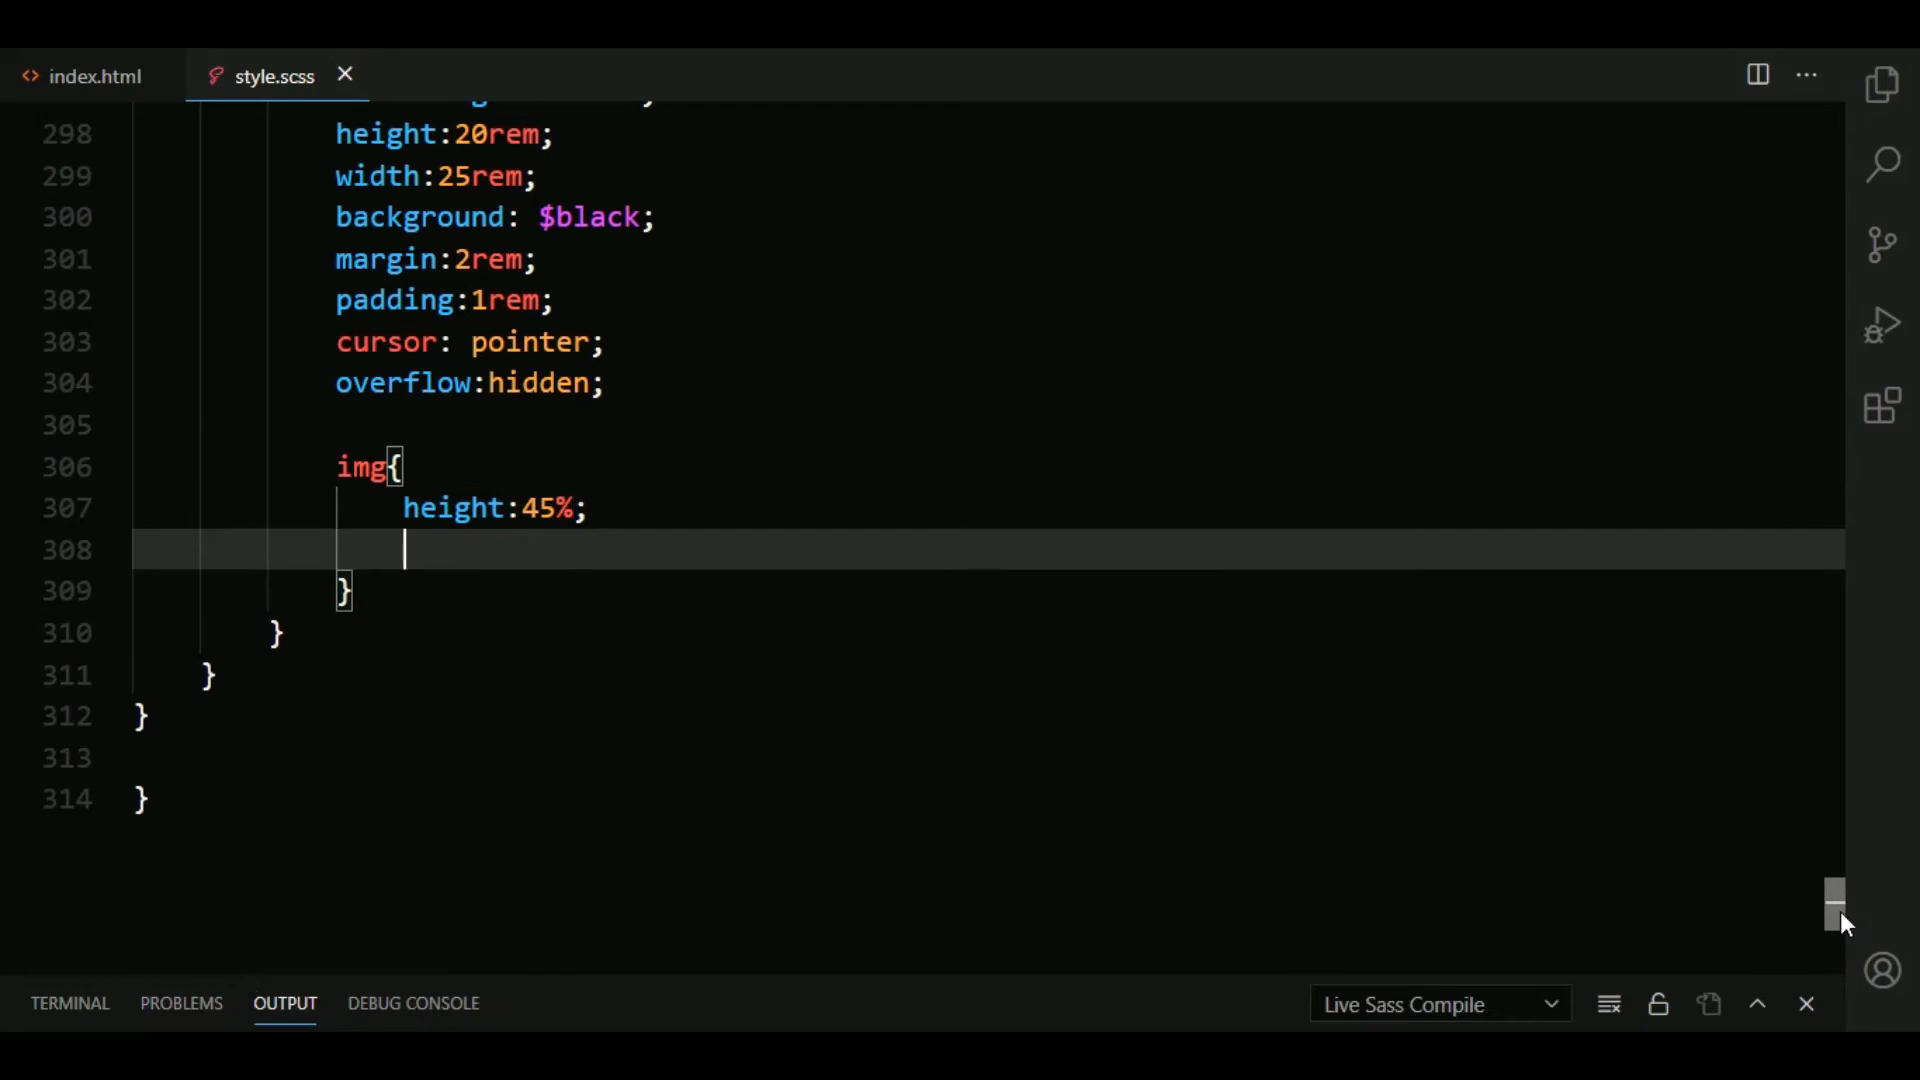 index.html
style.scss
298 height:20rem;
299 width:25rem;
300 background: $black;
301 margin:2rem;
302 padding:1rem;
303 cursor: pointer;
304 overflow:hidden;
305
306 img{
307 height:45%;
308
309 }
310 }
311 }
312 }
313
314 }
TERMINAL PROBLEMS OUTPUT DEBUG CONSOLE Live Sass Compile